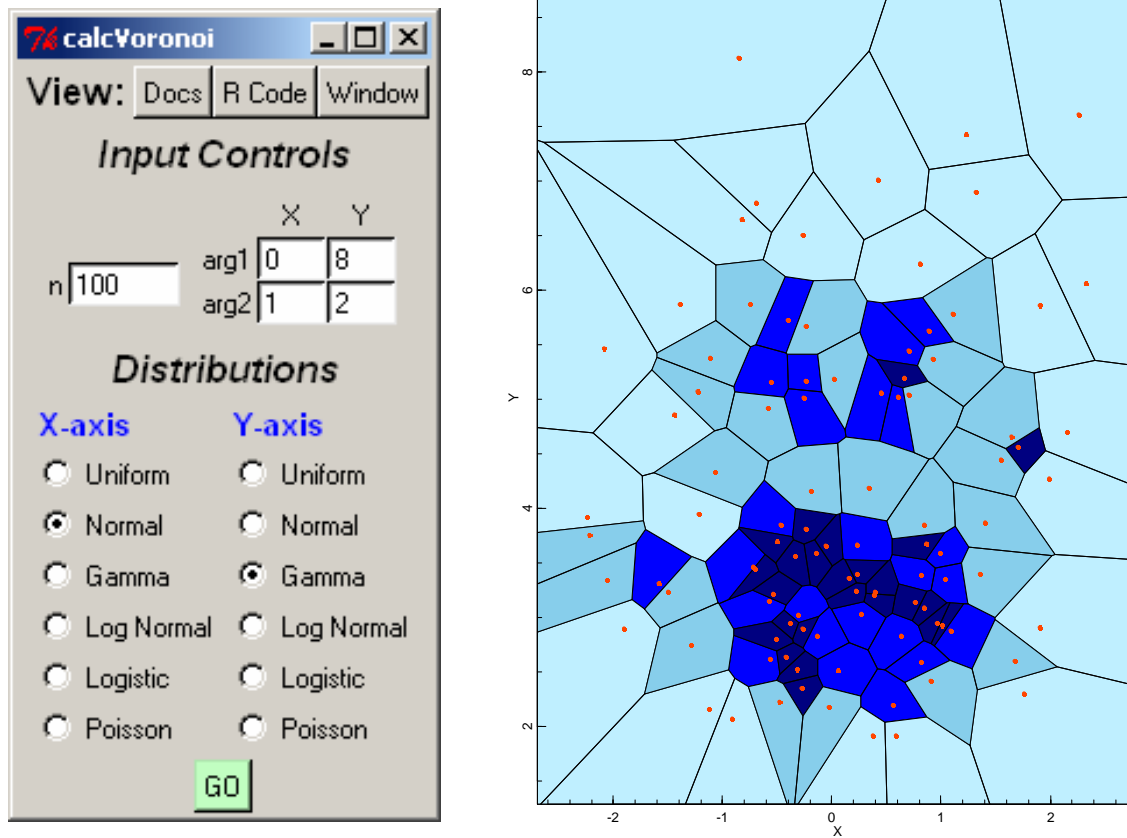 calcVoronoi
View: Docs R Code Window
Input Controls
X Y
n 100
arg1 0 8
arg2 1 2
Distributions
X-axis Y-axis
Uniform Uniform
Normal Normal
Gamma Gamma
Log Normal Log Normal
Logistic Logistic
Poisson Poisson
GO
8
6
Y
4
2
-2 -1 0 1 2
X